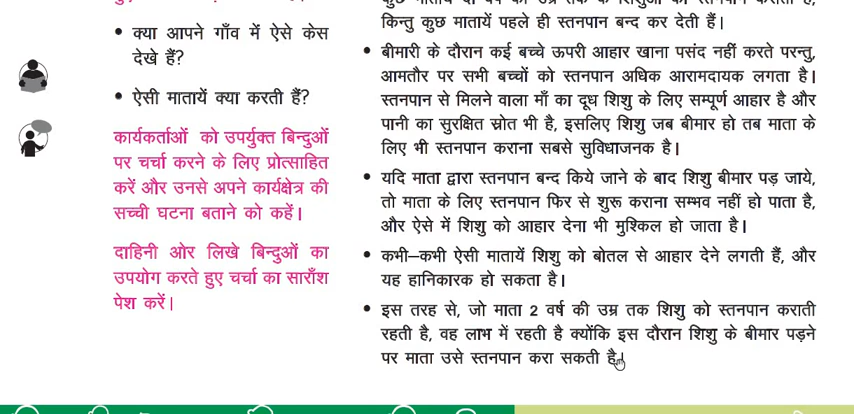 क्या आपने गाँव में ऐसे केस
देखे हैं?
ऐसी मातायें क्या करती हैं?
कार्यकर्ताओं को उपर्युक्त बिन्दुओं
पर चर्चा करने के लिए प्रोत्साहित
करें और उनसे अपने कार्यक्षेत्र की
सच्ची घटना बताने को कहें।
दाहिनी ओर लिखे बिन्दुओं का
उपयोग करते हुए चर्चा का साराँश
पेश करें।
किन्तु कुछ मातायें पहले ही स्तनपान बन्द कर देती हैं।
बीमारी के दौरान कई बच्चे ऊपरी आहार खाना पसंद नहीं करते परन्तु,
आमतौर पर सभी बच्चों को स्तनपान अधिक आरामदायक लगता है।
स्तनपान से मिलने वाला माँ का दूध शिशु के लिए सम्पूर्ण आहार है और
पानी का सुरक्षित स्रोत भी है, इसलिए शिशु जब बीमार हो तब माता के
लिए भी स्तनपान कराना सबसे सुविधाजनक है।
यदि माता द्वारा स्तनपान बन्द किये जाने के बाद शिशु बीमार पड़ जाये,
तो माता के लिए स्तनपान फिर से शुरू कराना सम्भव नहीं हो पाता है,
और ऐसे में शिशु को आहार देना भी मुश्किल हो जाता है।
कभी–कभी ऐसी मातायें शिशु को बोतल से आहार देने लगती हैं, और
यह हानिकारक हो सकता है।
इस तरह से, जो माता 2 वर्ष की उम्र तक शिशु को स्तनपान कराती
रहती है, वह लाभ में रहती है क्योंकि इस दौरान शिशु के बीमार पड़ने
पर माता उसे स्तनपान करा सकती है।